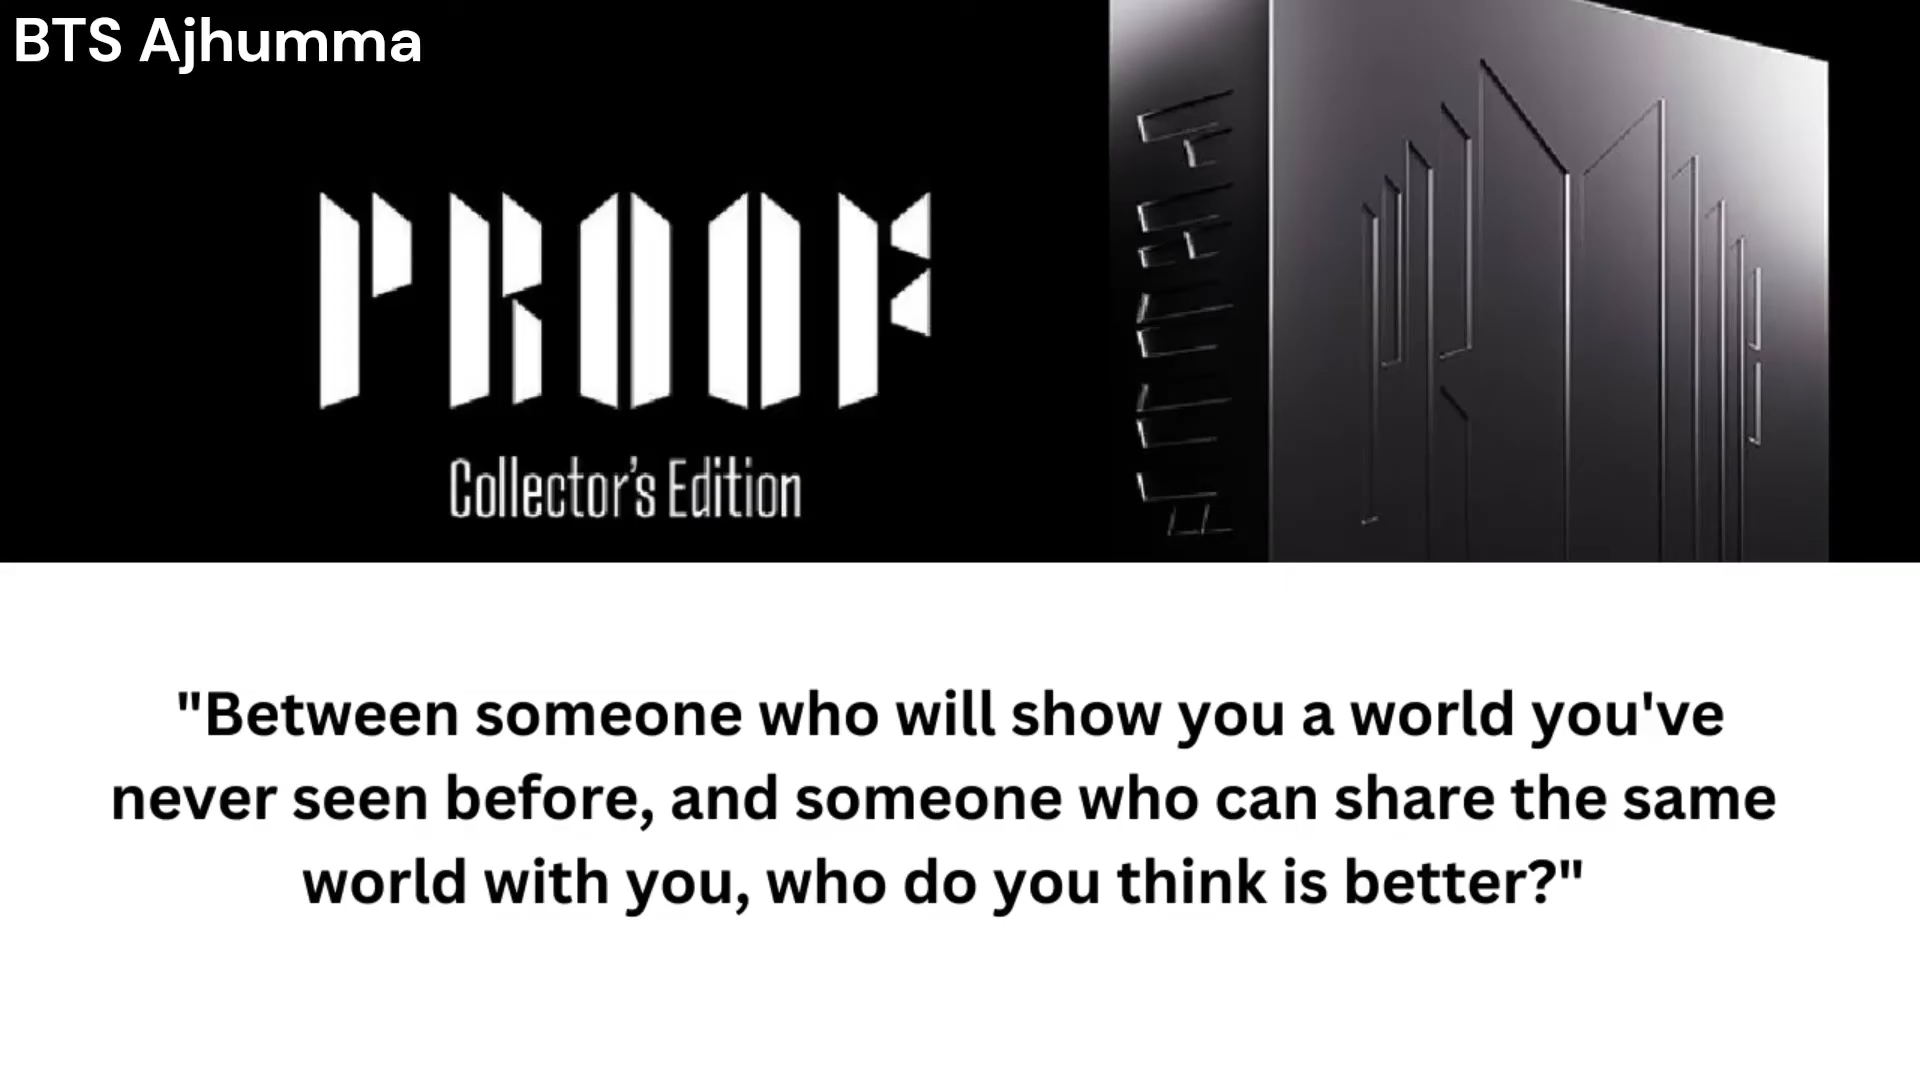 BTS Ajhumma
PROOF
Collector's Edition
"Between someone who will show you a world you've
never seen before, and someone who can share the same
world with you, who do you think is better?"